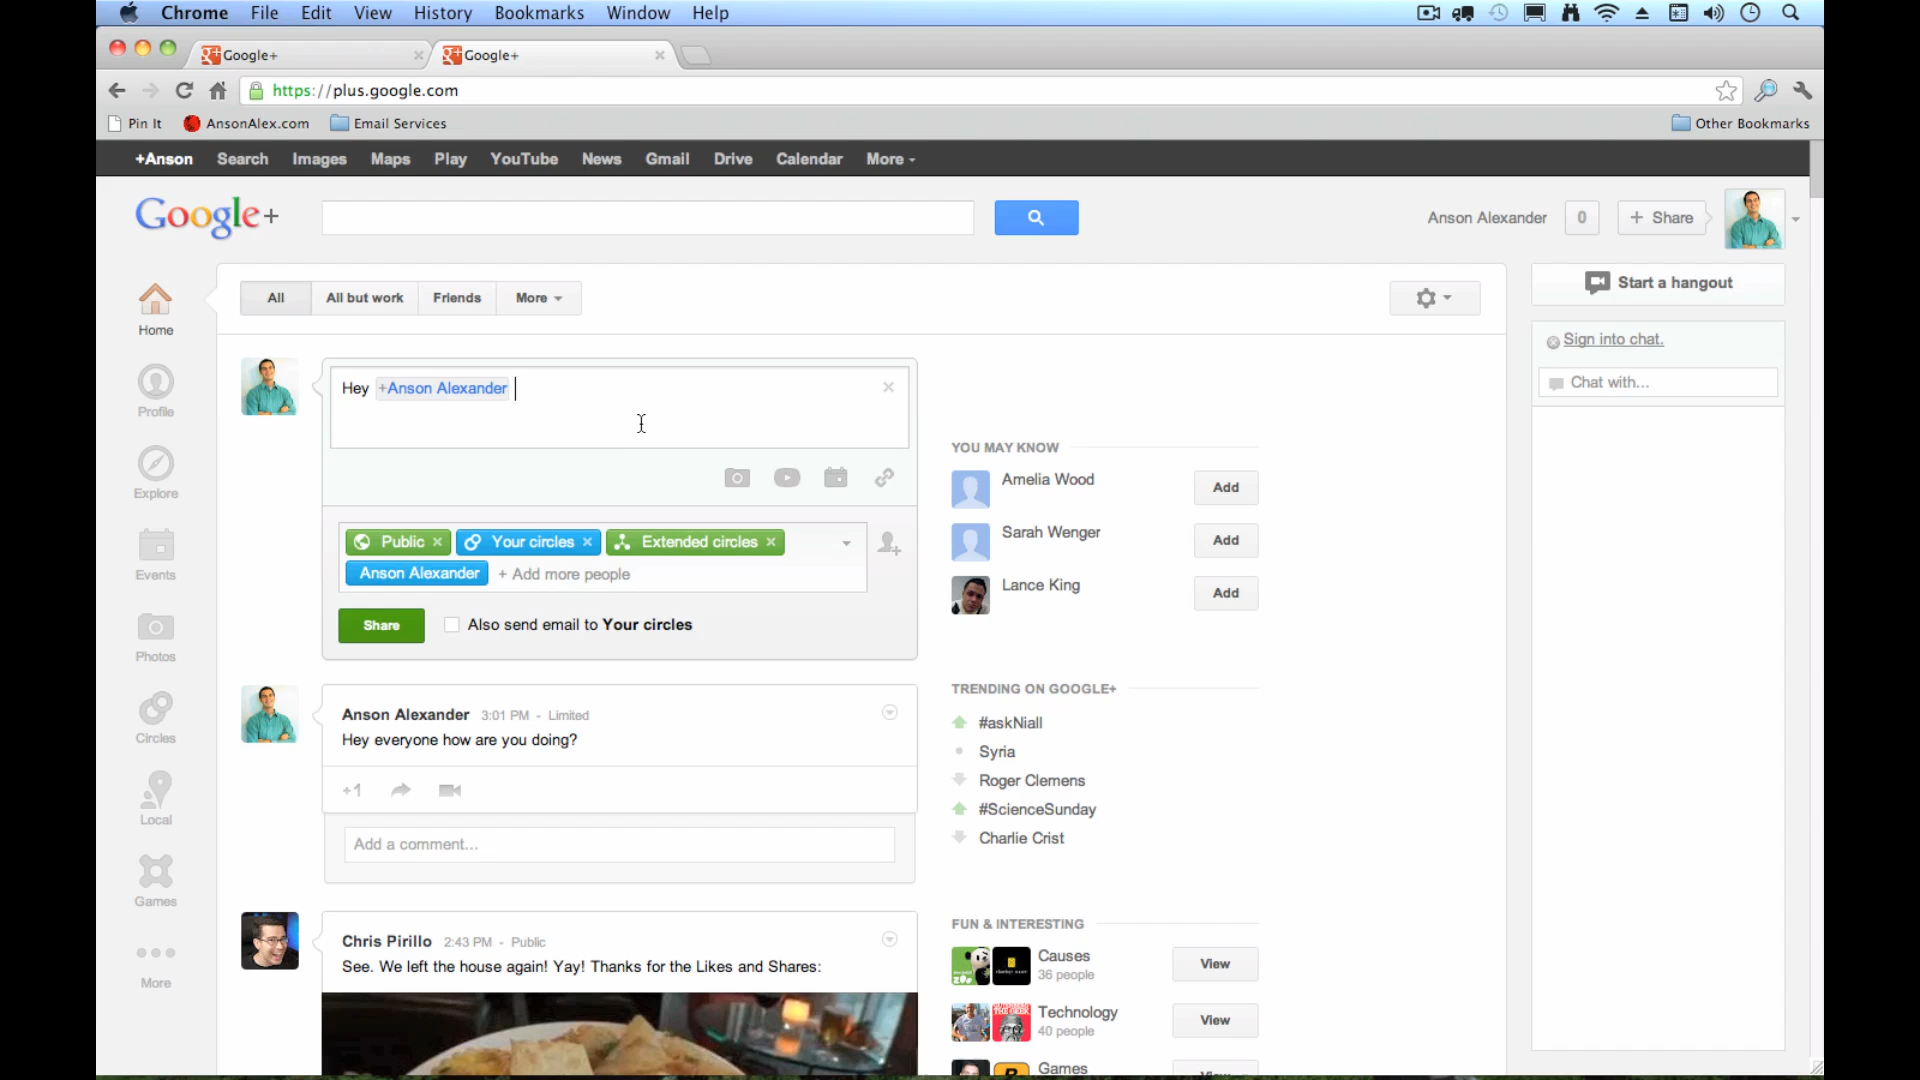 Chrome File Edit View History Bookmarks Window Help
Google+ Google+
https://plus.google.com
Pin It AnsonAlex.com Email Services Other Bookmarks
+Anson Search Images Maps Play YouTube News Gmail Drive Calendar More
Google+ Anson Alexander 0 + Share
All All but work Friends More
Start a hangout
Home
Sign into chat.
Chat with...
Hey +Anson Alexander
Profile
YOU MAY KNOW
Amelia Wood Add
Explore
Sarah Wenger Add
Public Your circles Extended circles
Anson Alexander + Add more people
Events
Lance King Add
Share Also send email to Your circles
Photos
TRENDING ON GOOGLE+
Anson Alexander 3:01 PM - Limited
#askNiall
Hey everyone how are you doing?
Circles
Syria
Roger Clemens
+1
#ScienceSunday
Local
Charlie Crist
Add a comment...
Games
FUN & INTERESTING
Chris Pirillo 2:43 PM - Public
See. We left the house again! Yay! Thanks for the Likes and Shares:
Causes
36 people
View
More
Technology
40 people
View
Games
View